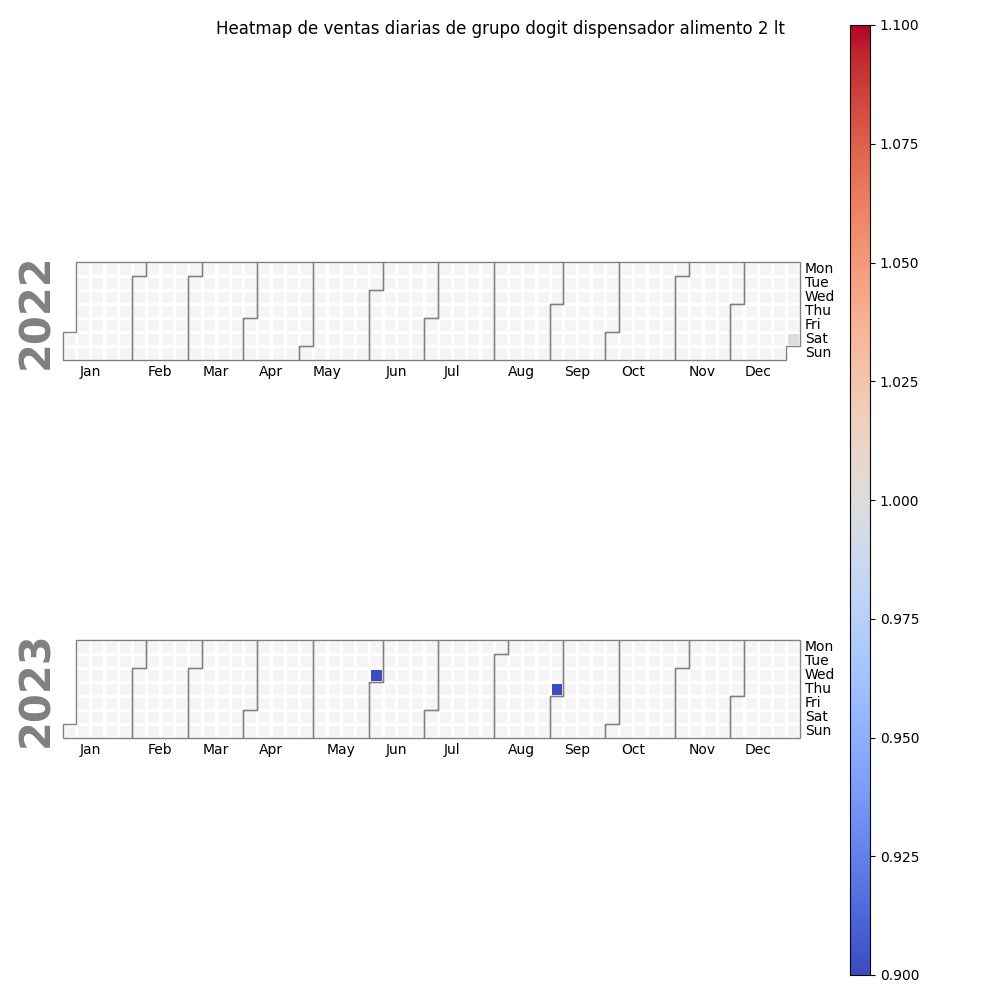 Heatmap de ventas diarias de grupo dogit dispensador alimento 2 lt
2022
Mon
Tue
Wed
Thu
Fri
Sat
Sun
Jan Feb Mar Apr May Jun Jul Aug Sep Oct Nov Dec
2023
Mon
Tue
Wed
Thu
Fri
Sat
Sun
Jan Feb Mar Apr May Jun Jul Aug Sep Oct Nov Dec
1.100
1.075
1.050
1.025
1.000
0.975
0.950
0.925
0.900